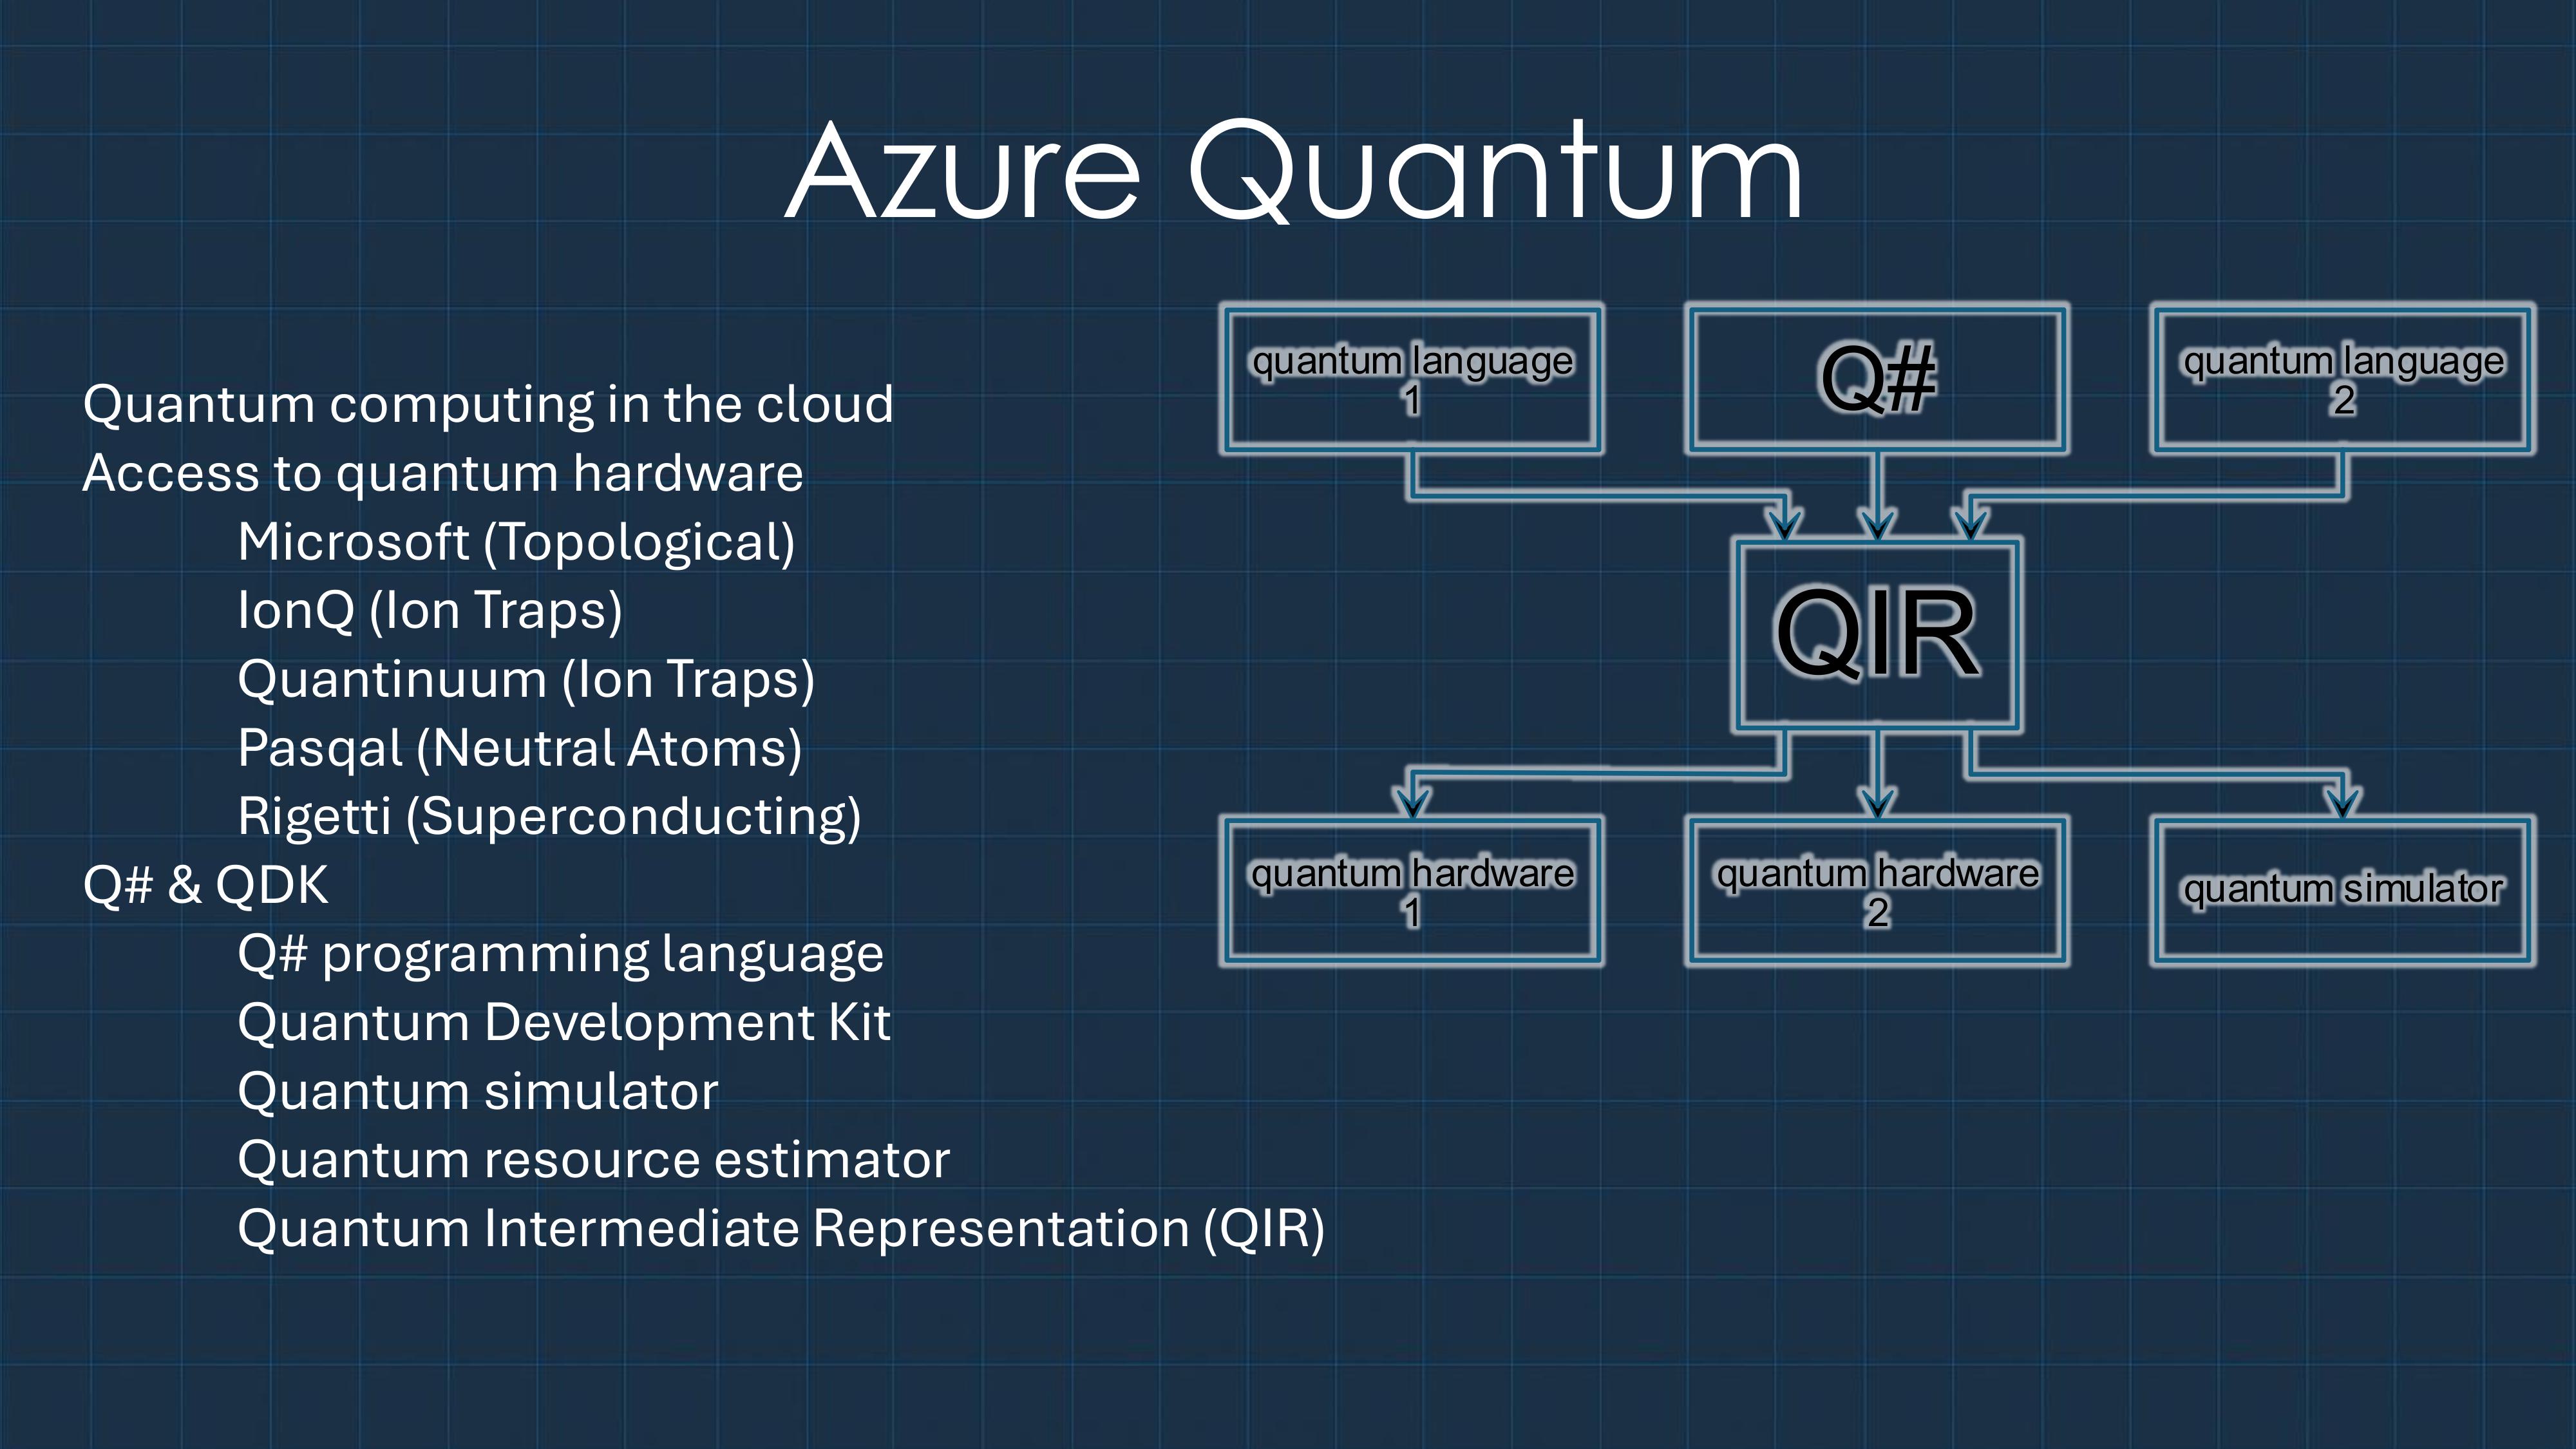 Azure Quantum
Quantum computing in the cloud
Access to quantum hardware
Microsoft (Topological)
IonQ (Ion Traps)
Quantinuum (Ion Traps)
Pasqal (Neutral Atoms)
Rigetti (Superconducting)
Q# & QDK
Q# programming language
Quantum Development Kit
Quantum simulator
Quantum resource estimator
Quantum Intermediate Representation (QIR)
quantum language
1
Q#
quantum language
2
QIR
quantum hardware
1
quantum hardware
2
quantum simulator